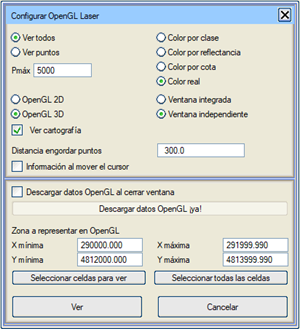 Configurar OpenGL Laser
Ver todos
Color por clase
Ver puntos
Color por reflectancia
Pmáx
5000
Color por cota
Color real
OpenGL 2D
Ventana integrada
OpenGL 3D
Ventana independiente
Ver cartografía
Distancia engordar puntos
300.0
Información al mover el cursor
Descargar datos OpenGL al cerrar ventana
Descargar datos OpenGL ¡ya!
Zona a representar en OpenGL
X mínima
290000.000
X máxima
291999.990
Y mínima
4812000.000
Y máxima
4813999.990
Seleccionar celdas para ver
Seleccionar todas las celdas
Ver
Cancelar